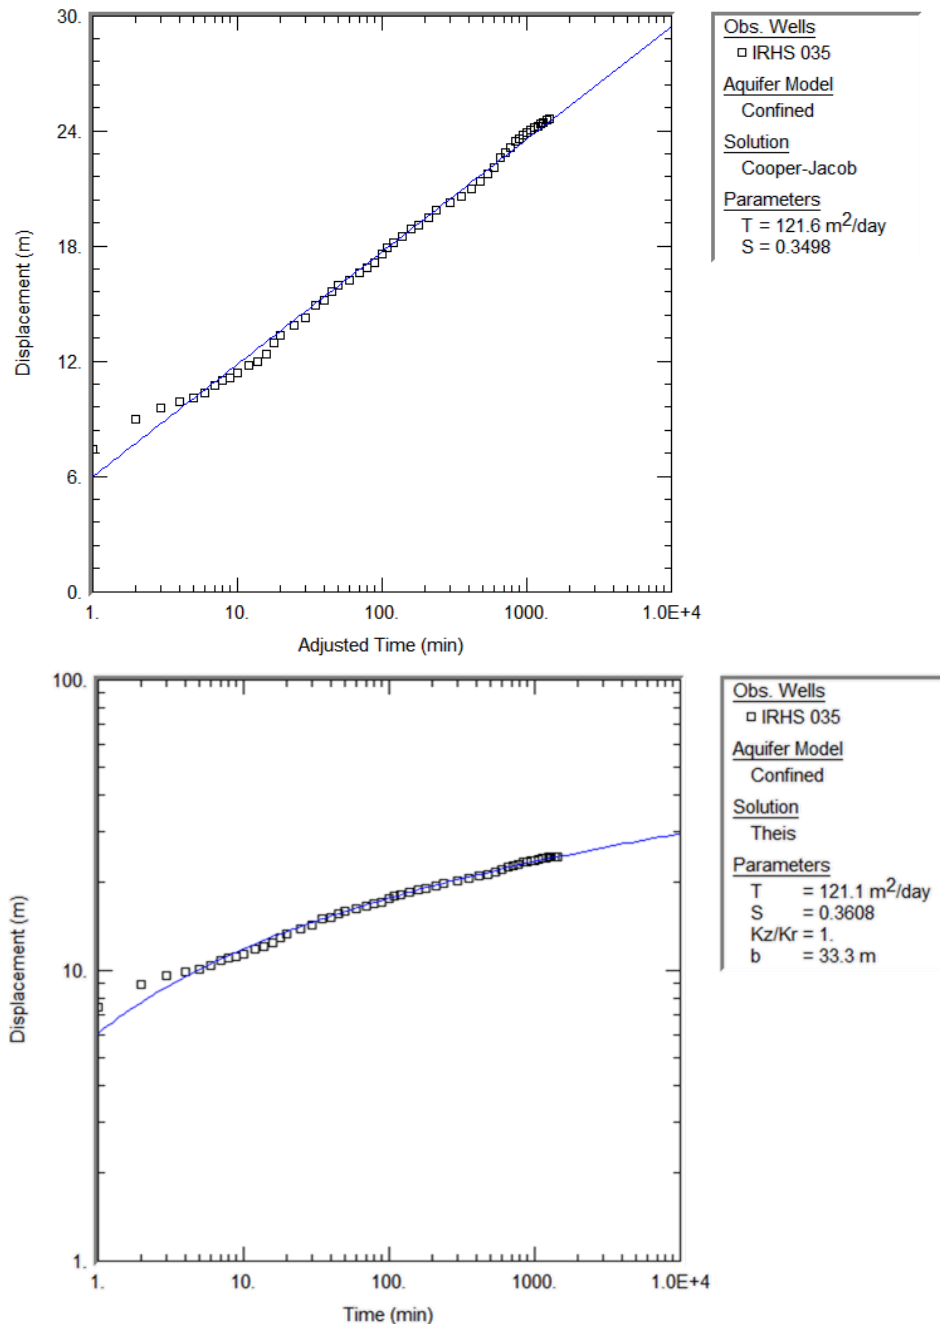 30.
24.
18.
12.
6.
0.
Displacement (m)
1.
10.
100.
1000.
1.0E+4
Adjusted Time (min)
Obs. Wells
IRHS 035
Aquifer Model
Confined
Solution
Cooper-Jacob
Parameters
T = 121.6 m²/day
S = 0.3498
100.
10.
1.
Displacement (m)
1.
10.
100.
1000.
1.0E+4
Time (min)
Obs. Wells
IRHS 035
Aquifer Model
Confined
Solution
Theis
Parameters
T = 121.1 m²/day
S = 0.3608
Kz/Kr = 1.
b = 33.3 m